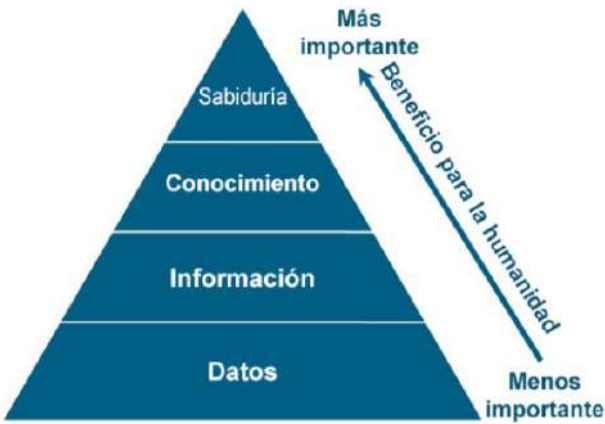 Más
importante
Sabiduría
Beneficio para la humanidad
Conocimiento
Información
Datos
Menos
importante